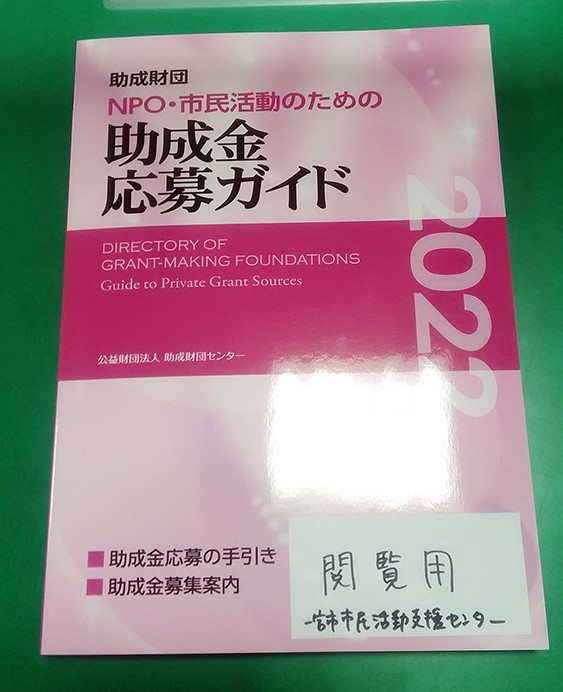 助成財団
NPO・市民活動のための
助成金
応募ガイド
2022
DIRECTORY OF
GRANT-MAKING FOUNDATIONS
Guide to Private Grant Sources
公益財団法人 助成財団センター
■助成金応募の手引き
■助成金募集案内
閲覧用
一宮市市民活動支援センター